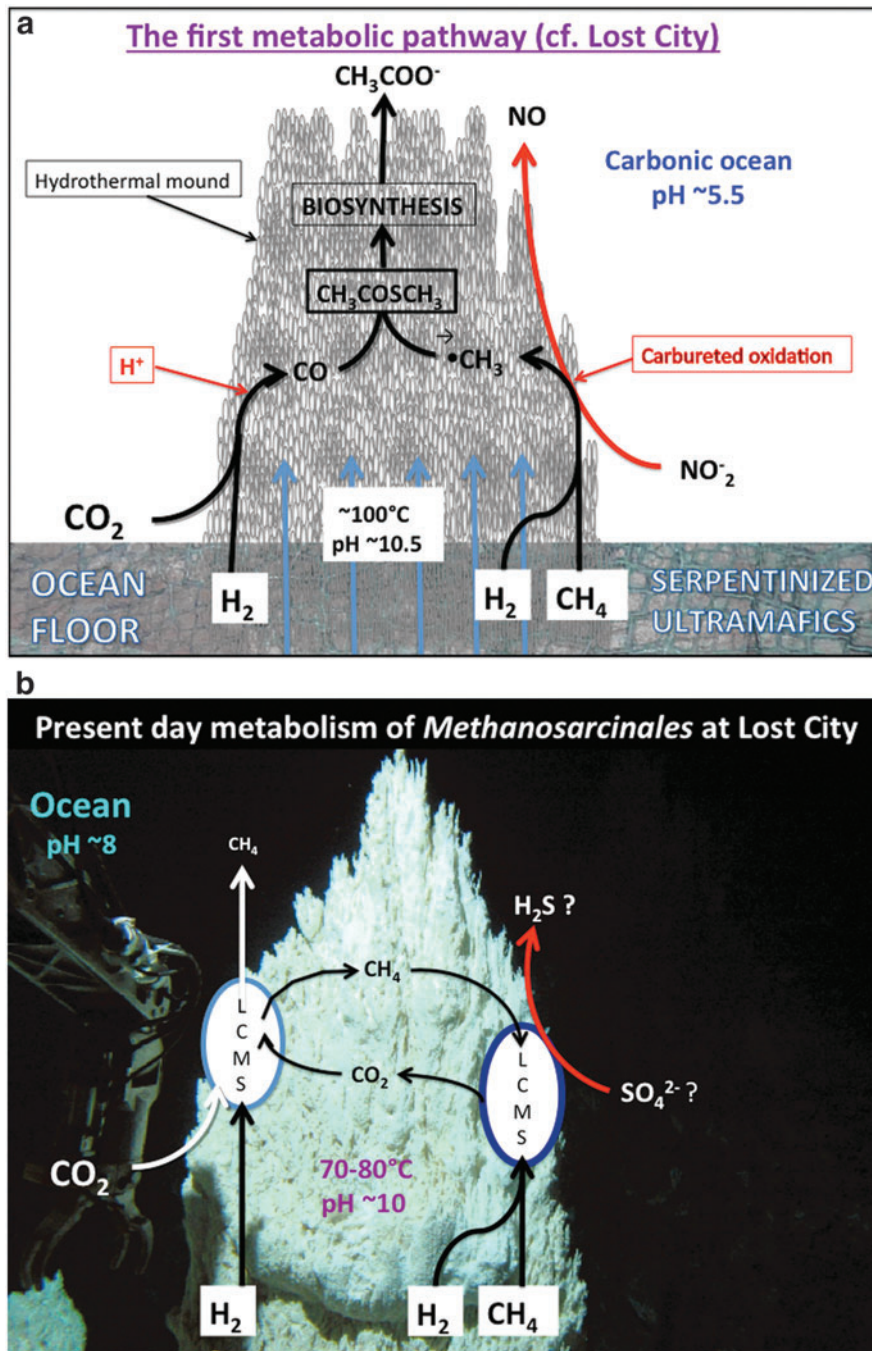 a
The first metabolic pathway (cf. Lost City)
CH₃COO⁻
NO
Carbonic ocean
pH ~5.5
Hydrothermal mound
BIOSYNTHESIS
CH₃COSCH₃
H⁺
CO
•CH₃
Carbureted oxidation
NO⁻₂
CO₂
~100°C
pH ~10.5
OCEAN
FLOOR
H₂
H₂
CH₄
SERPENTINIZED
ULTRAMAFICS
b
Present day metabolism of Methanosarcinales at Lost City
Ocean
pH ~8
CH₄
H₂S ?
CH₄
L
C
M
S
CO₂
L
C
M
S
SO₄²⁻ ?
CO₂
70-80°C
pH ~10
H₂
H₂
CH₄